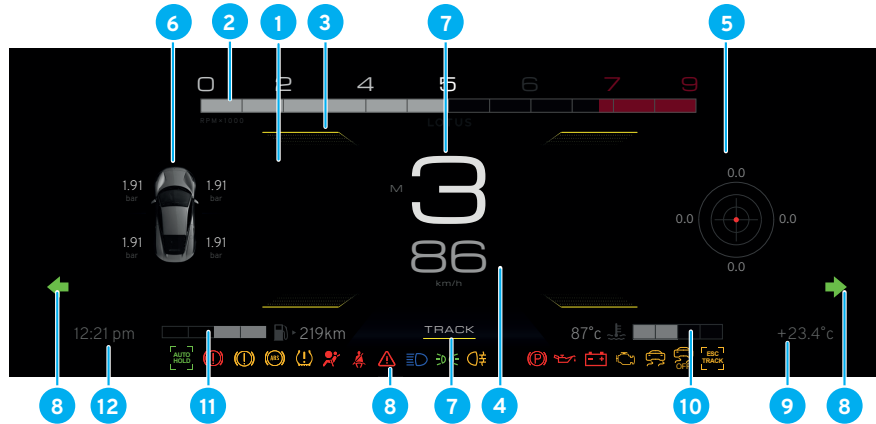 6 2 1 3 7 5
0 2 4 5 6 7 9
RPM×1000
LOTUS
M 3
1.91 bar 1.91 bar
1.91 bar 1.91 bar
86
km/h
0.0
0.0 0.0
0.0
12:21 pm
219km
TRACK
87°c
+23.4°c
AUTO HOLD
ABS
P
OFF
ESC TRACK
8 12 11 8 7 4 10 9 8